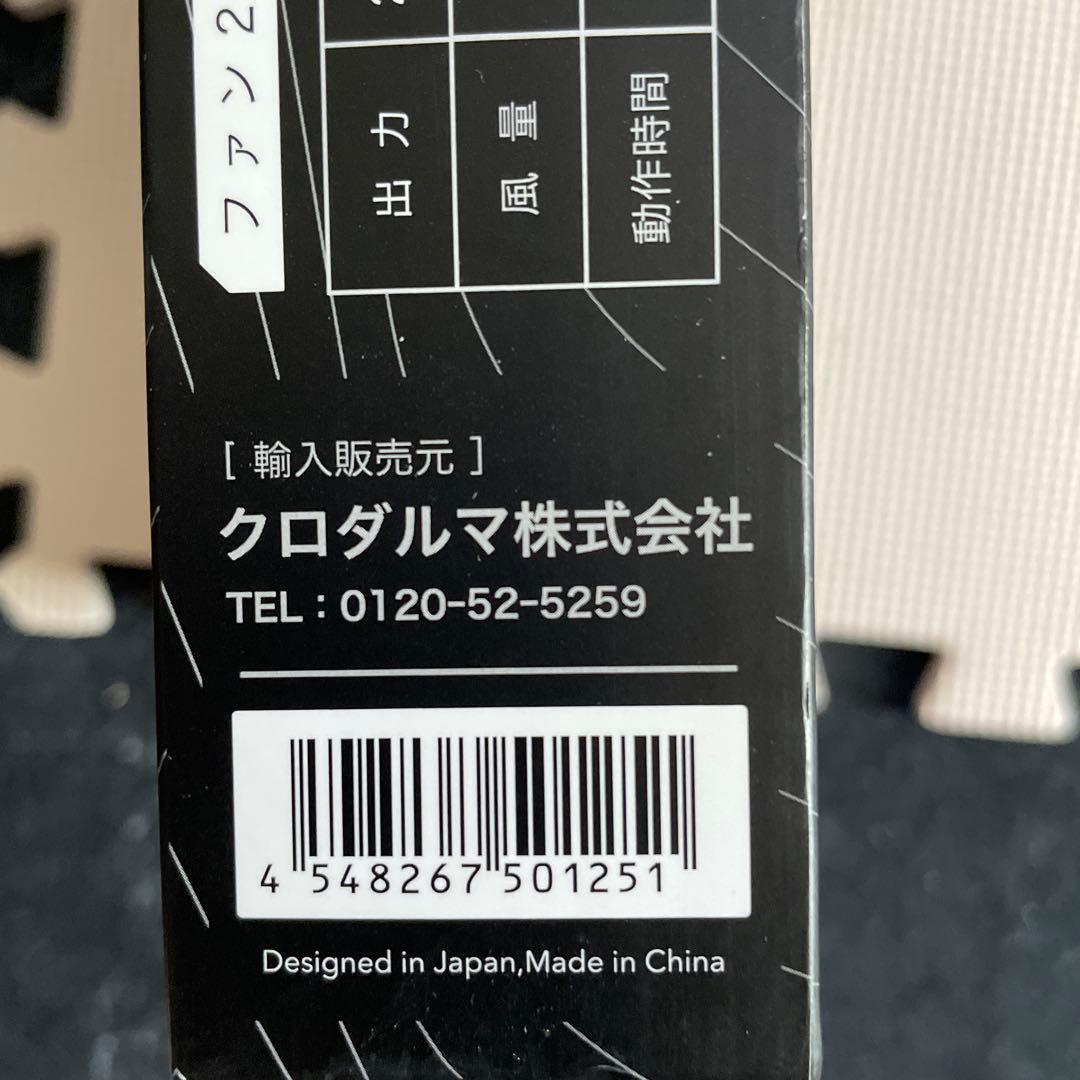 ファン2
出力
風量
動作時間
[ 輸入販売元 ]
クロダルマ株式会社
TEL：0120-52-5259
4 548267 501251
Designed in Japan,Made in China